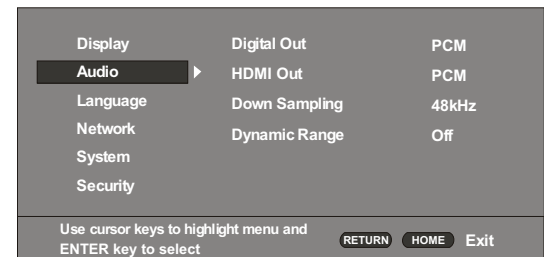 Display
Audio
Language
Network
System
Security
Digital Out PCM
HDMI Out PCM
Down Sampling 48kHz
Dynamic Range Off
Use cursor keys to highlight menu and
ENTER key to select
RETURN HOME Exit